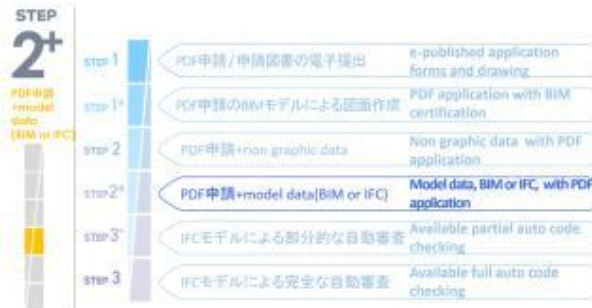 STEP
2+
PDF申請
+model
data
(BIM or IFC)
STEP 1
PDF申請/申請図書の電子提出
e-published application
forms and drawing
STEP 1+
PDF申請のBIMモデルによる図面作成
PDF application with BIM
certification
STEP 2
PDF申請+non graphic data
Non graphic data with PDF
application
STEP 2+
PDF申請+model data(BIM or IFC)
Model data, BIM or IFC, with PDF
application
STEP 3-
IFCモデルによる部分的な自動審査
Available partial auto code
checking
STEP 3
IFCモデルによる完全な自動審査
Available full auto code
checking